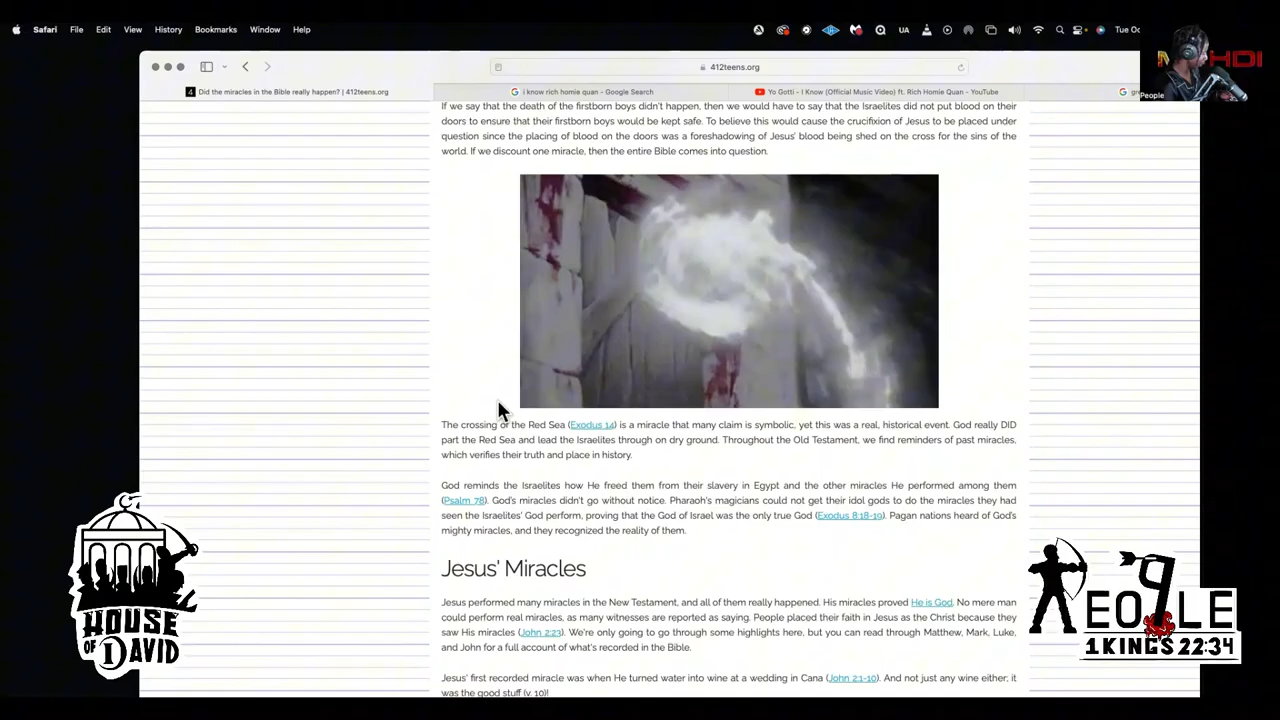 Safari File Edit View History Bookmarks Window Help UA Tue Oc
412teens.org
HDI
People
4 Did the miracles in the Bible really happen? | 412teens.org
i know rich homie quan - Google Search
Yo Gotti - I Know (Official Music Video) ft. Rich Homie Quan - YouTube
If we say that the death of the firstborn boys didn't happen, then we would have to say that the Israelites did not put blood on their
doors to ensure that their firstborn boys would be kept safe. To believe this would cause the crucifixion of Jesus to be placed under
question since the placing of blood on the doors was a foreshadowing of Jesus' blood being shed on the cross for the sins of the
world. If we discount one miracle, then the entire Bible comes into question.
The crossing of the Red Sea (Exodus 14) is a miracle that many claim is symbolic, yet this was a real, historical event. God really DID
part the Red Sea and lead the Israelites through on dry ground. Throughout the Old Testament, we find reminders of past miracles,
which verifies their truth and place in history.
God reminds the Israelites how He freed them from their slavery in Egypt and the other miracles He performed among them
(Psalm 78). God's miracles didn't go without notice. Pharaoh's magicians could not get their idol gods to do the miracles they had
seen the Israelites' God perform, proving that the God of Israel was the only true God (Exodus 8:18-19). Pagan nations heard of God's
mighty miracles, and they recognized the reality of them.
Jesus' Miracles
Jesus performed many miracles in the New Testament, and all of them really happened. His miracles proved He is God. No mere man
could perform real miracles, as many witnesses are reported as saying. People placed their faith in Jesus as the Christ because they
saw His miracles (John 2:23). We're only going to go through some highlights here, but you can read through Matthew, Mark, Luke,
and John for a full account of what's recorded in the Bible.
Jesus' first recorded miracle was when He turned water into wine at a wedding in Cana (John 2:1-10). And not just any wine either; it
was the good stuff (v. 10)!
HOUSE
OF DAVID
EO LE
1 KINGS 22:34